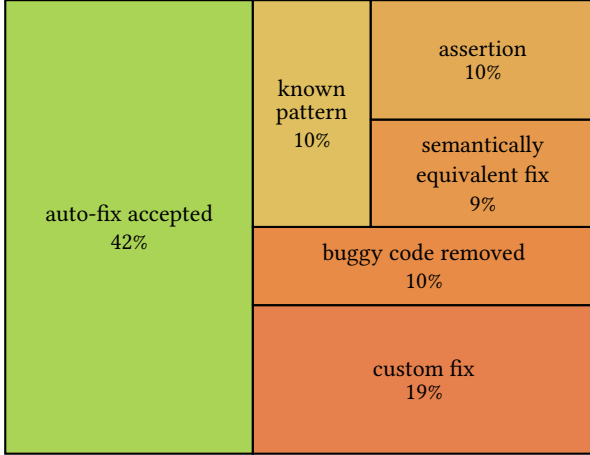 auto-fix accepted
42%
known
pattern
10%
assertion
10%
semantically
equivalent fix
9%
buggy code removed
10%
custom fix
19%